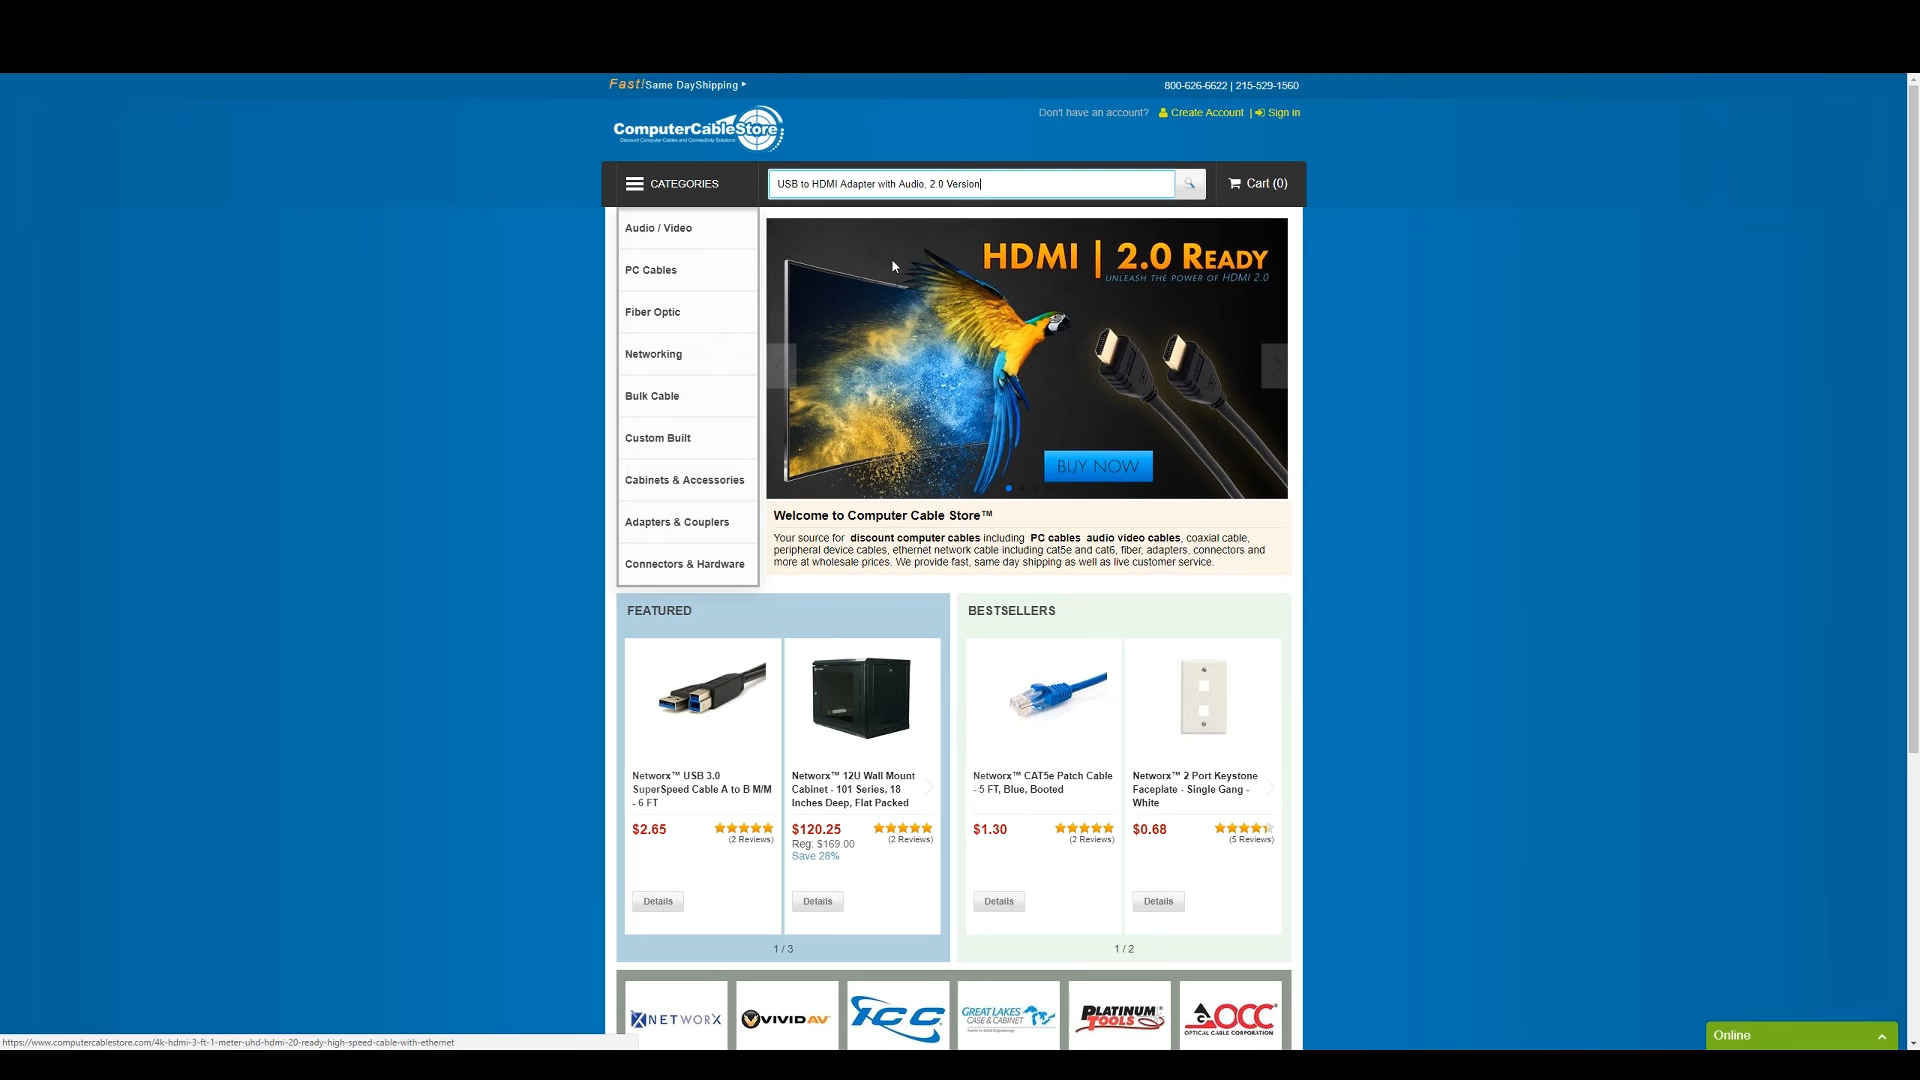 Fast! Same DayShipping
800-626-6622 | 215-529-1560
Don't have an account? Create Account | Sign in
ComputerCableStore
Discount Computer Cables and Connectivity Solutions
CATEGORIES
USB to HDMI Adapter with Audio, 2.0 Version
Cart (0)
Audio / Video
PC Cables
Fiber Optic
Networking
Bulk Cable
Custom Built
Cabinets & Accessories
Adapters & Couplers
Connectors & Hardware
HDMI | 2.0 READY
UNLEASH THE POWER OF HDMI 2.0
BUY NOW
Welcome to Computer Cable Store™
Your source for discount computer cables including PC cables audio video cables, coaxial cable,
peripheral device cables, ethernet network cable including cat5e and cat6, fiber, adapters, connectors and
more at wholesale prices. We provide fast, same day shipping as well as live customer service.
FEATURED
Networx™ USB 3.0
SuperSpeed Cable A to B M/M
- 6 FT
$2.65
(2 Reviews)
Details
Networx™ 12U Wall Mount
Cabinet - 101 Series, 18
Inches Deep, Flat Packed
$120.25
(2 Reviews)
Reg: $169.00
Save 28%
Details
1 / 3
BESTSELLERS
Networx™ CAT5e Patch Cable
- 5 FT, Blue, Booted
$1.30
(2 Reviews)
Details
Networx™ 2 Port Keystone
Faceplate - Single Gang -
White
$0.68
(5 Reviews)
Details
1 / 2
NETWORX
VIVIDAV
ICC
GREAT LAKES
CASE & CABINET
PLATINUM
TOOLS
OCC
OPTICAL CABLE CORPORATION
https://www.computercablestore.com/4k-hdmi-3-ft-1-meter-uhd-hdmi-20-ready-high-speed-cable-with-ethernet
Online